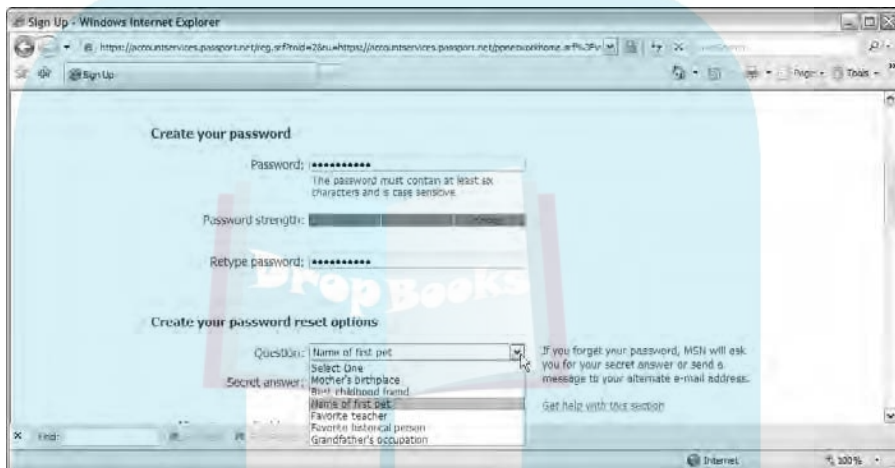 Sign Up - Windows Internet Explorer
Sign Up
Page
Tools
Create your password
Password: ••••••••••
The password must contain at least six
characters and is case sensitive.
Password strength:
Retype password: ••••••••••
Drop Books
Create your password reset options
Question: Name of first pet
Select One
Mother's birthplace
Best childhood friend
Name of first pet
Favorite teacher
Favorite historical person
Grandfather's occupation
Secret answer:
If you forget your password, MSN will ask
you for your secret answer or send a
message to your alternate e-mail address.
Get help with this section
Find:
Internet
100%